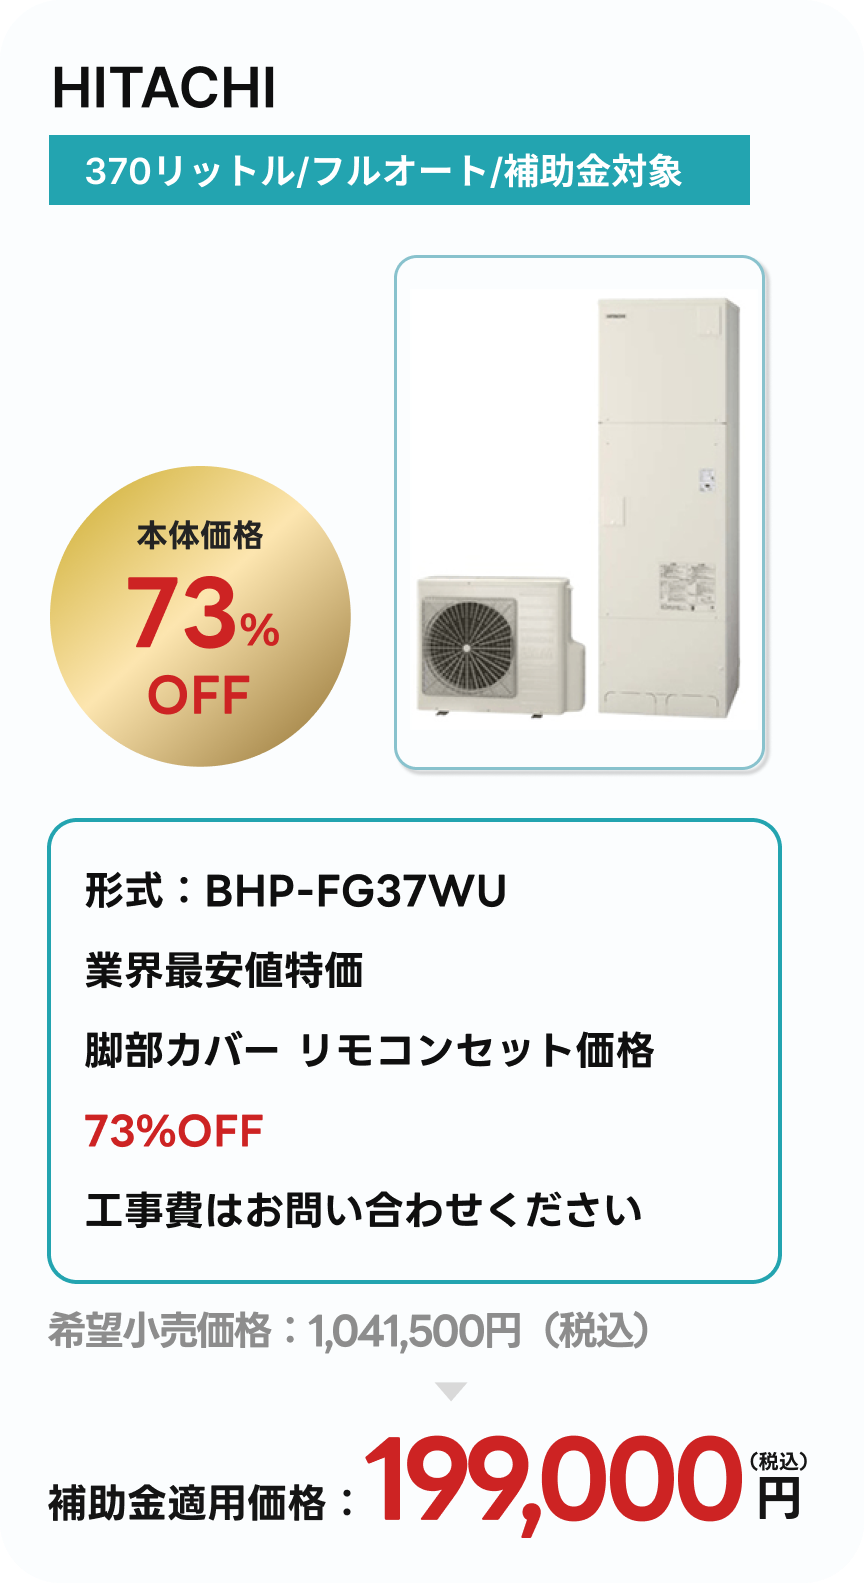 HITACHI
370リットル/フルオート/補助金対象
HITACHI
本体価格
73%
OFF
形式：BHP-FG37WU
業界最安値特価
脚部カバー リモコンセット価格
73%OFF
工事費はお問い合わせください
希望小売価格：1,041,500円（税込）
補助金適用価格：199,000円（税込）